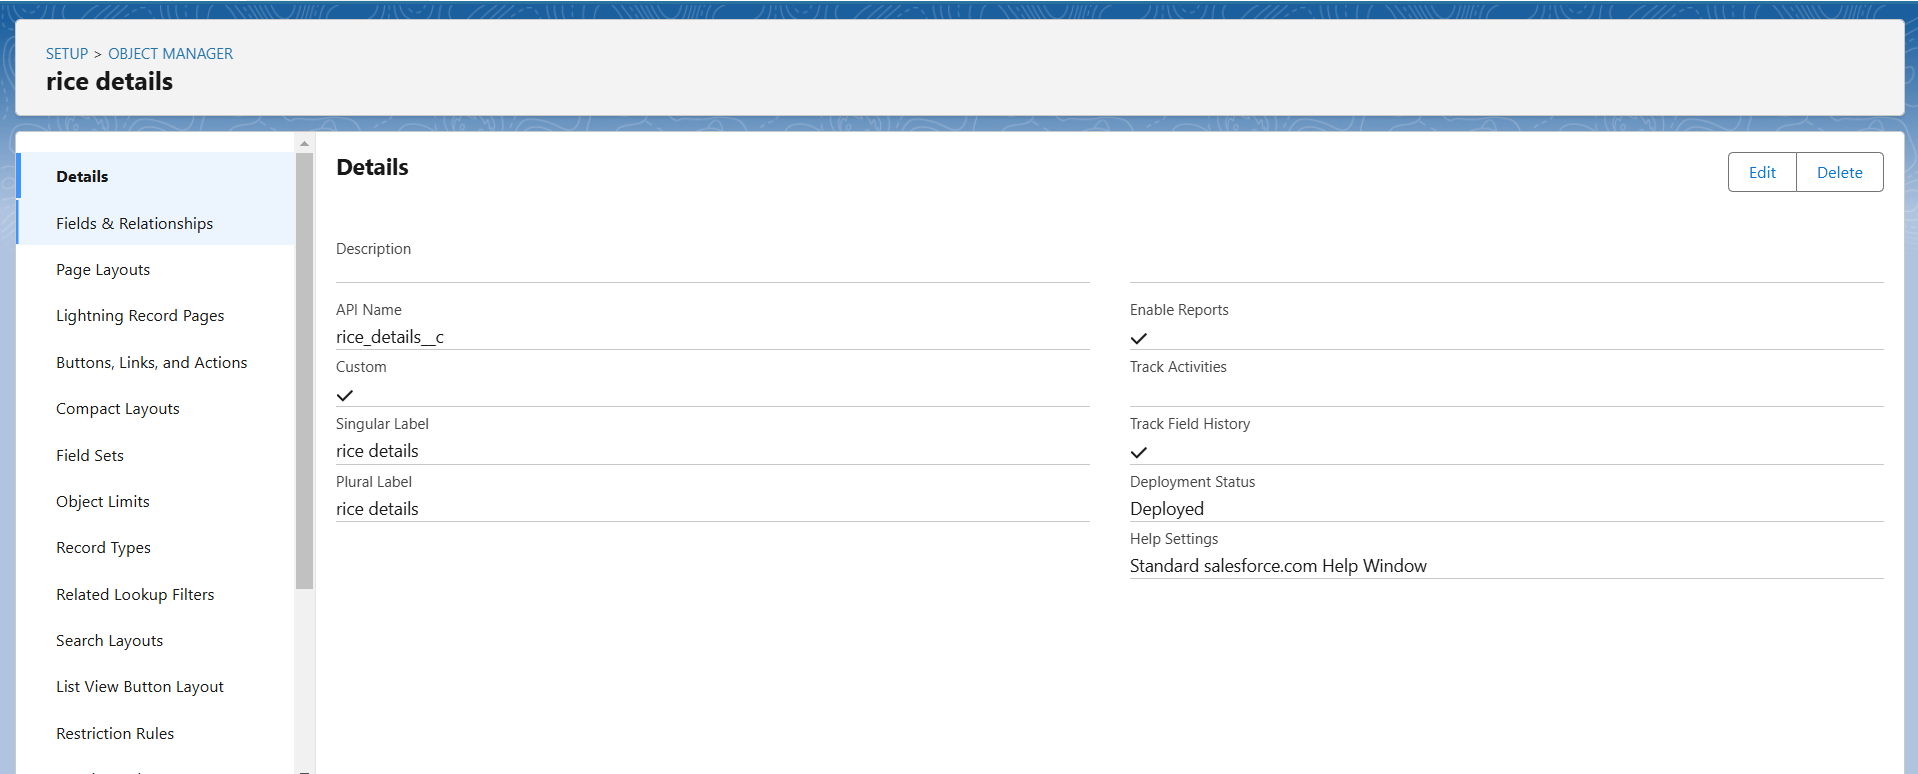 SETUP > OBJECT MANAGER
rice details
Details
Fields & Relationships
Page Layouts
Lightning Record Pages
Buttons, Links, and Actions
Compact Layouts
Field Sets
Object Limits
Record Types
Related Lookup Filters
Search Layouts
List View Button Layout
Restriction Rules
Details
Edit
Delete
Description
API Name
rice_details__c
Custom
Singular Label
rice details
Plural Label
rice details
Enable Reports
Track Activities
Track Field History
Deployment Status
Deployed
Help Settings
Standard salesforce.com Help Window